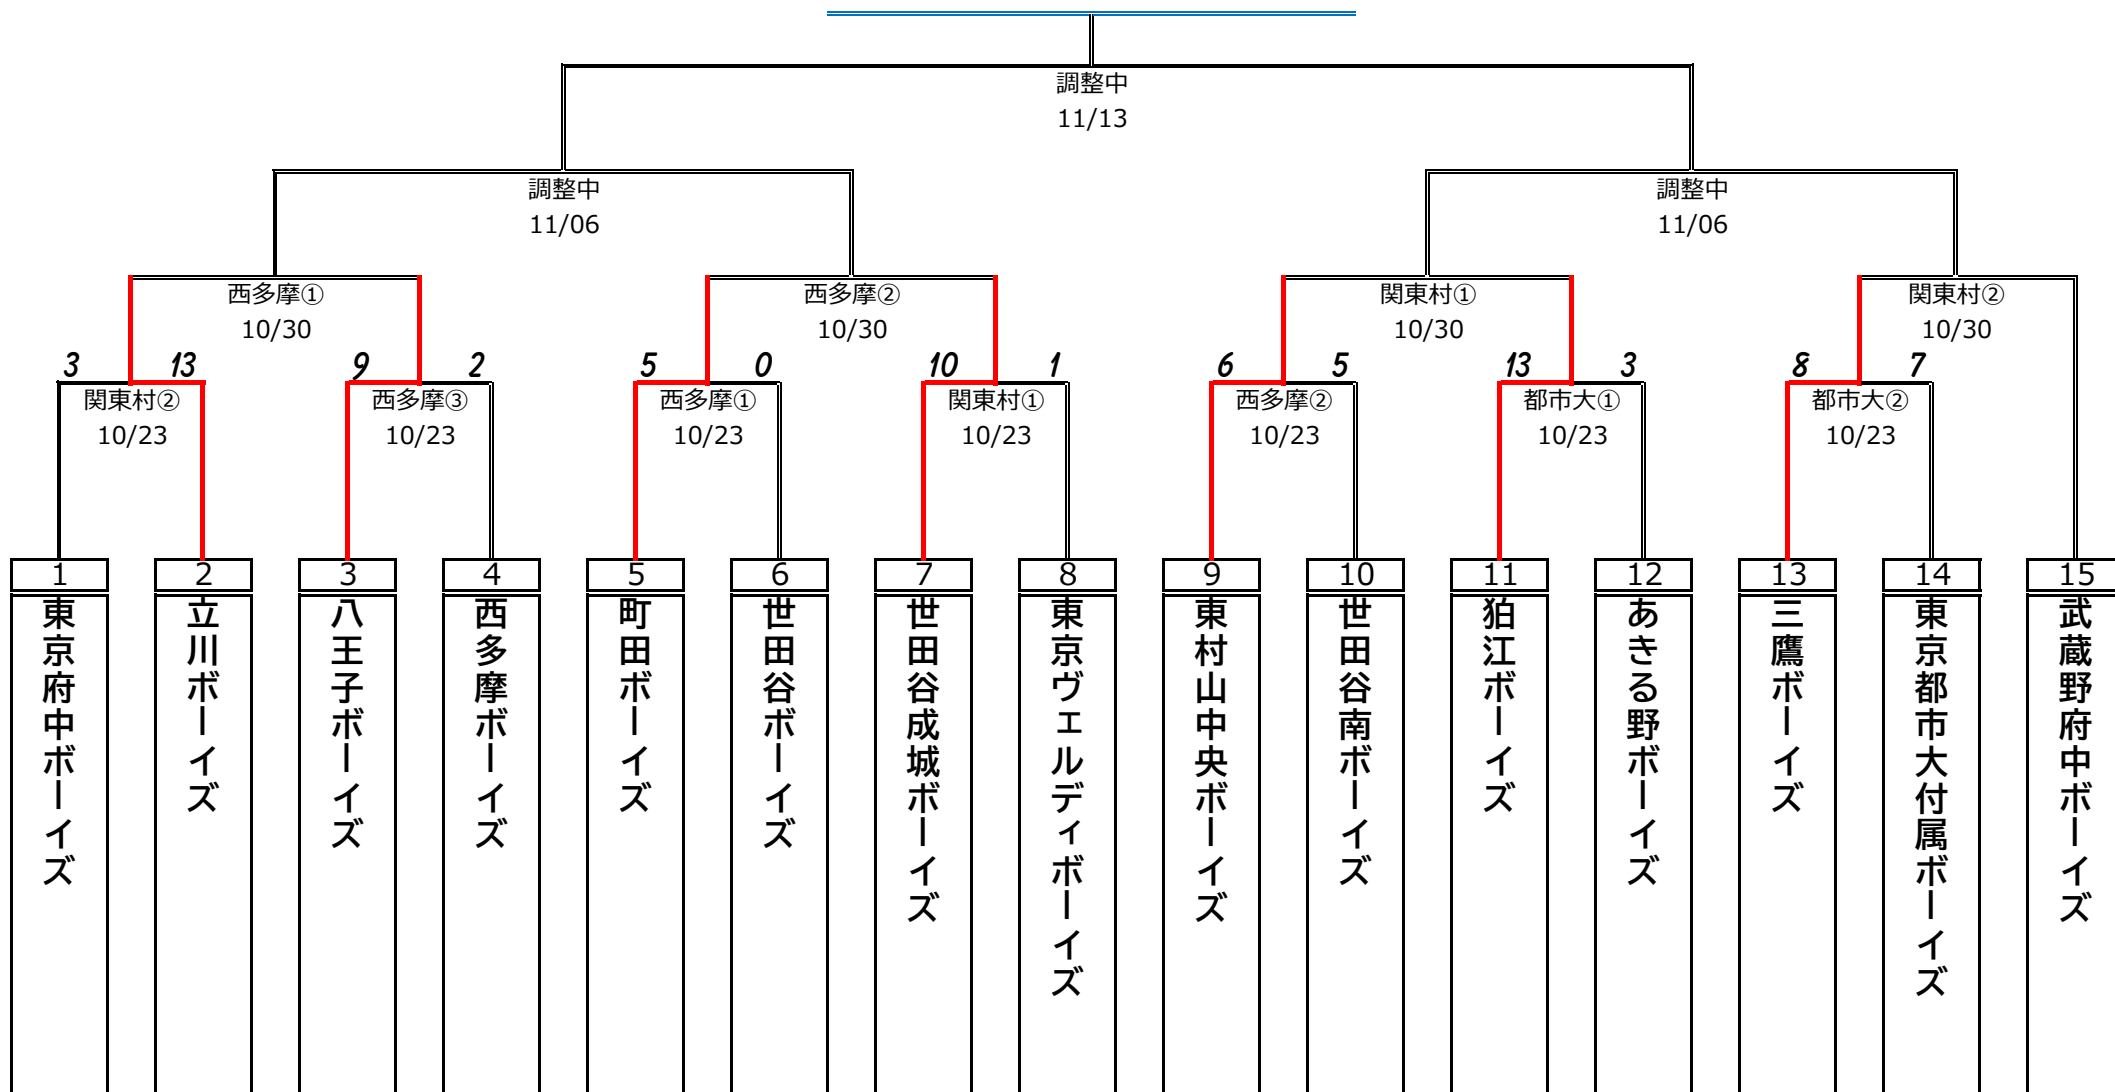 調整中
11/13
調整中
調整中
11/06
11/06
西多摩①
西多摩②
関東村①
関東村②
10/30
10/30
10/30
10/30
3 13 9 2 5 0 10 1 6 5 13 3 8 7
関東村②
西多摩③
西多摩①
関東村①
西多摩②
都市大①
都市大②
10/23
10/23
10/23
10/23
10/23
10/23
10/23
1
2
3
4
5
6
7
8
9
10
11
12
13
14
15
東京府中ボーイズ
立川ボーイズ
八王子ボーイズ
西多摩ボーイズ
町田ボーイズ
世田谷ボーイズ
世田谷成城ボーイズ
東京ヴェルディボーイズ
東村山中央ボーイズ
世田谷南ボーイズ
狛江ボーイズ
あきる野ボーイズ
三鷹ボーイズ
東京都市大付属ボーイズ
武蔵野府中ボーイズ